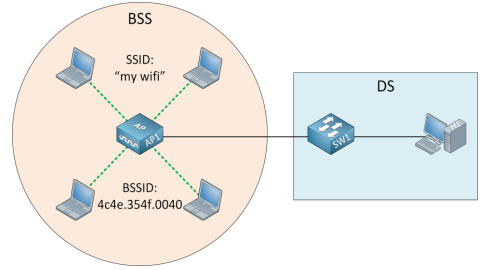 BSS
SSID:
“my wifi”
DS
AP
AP1
SW1
BSSID:
4c4e.354f.0040